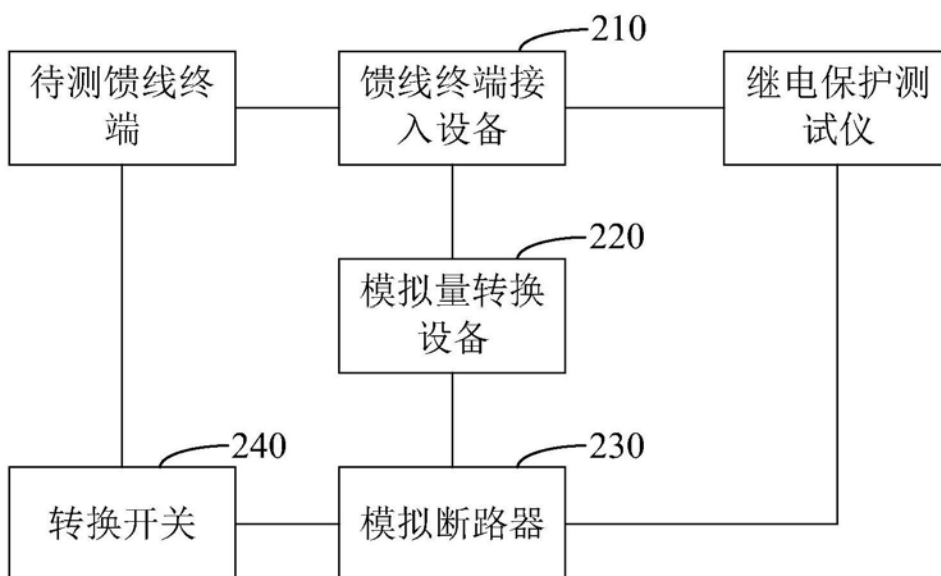 210
待测馈线终
端
馈线终端接
入设备
继电保护测
试仪
220
模拟量转换
设备
240
230
转换开关
模拟断路器